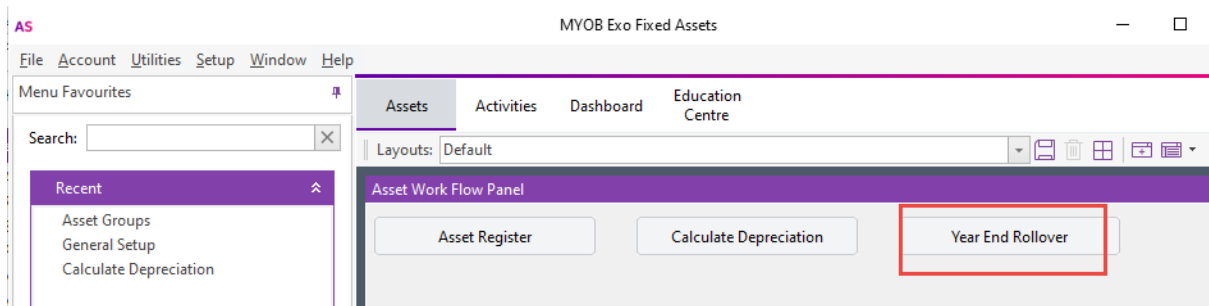 AS
MYOB Exo Fixed Assets
File Account Utilities Setup Window Help
Menu Favourites
Search:
Recent
Asset Groups
General Setup
Calculate Depreciation
Assets
Activities
Dashboard
Education
Centre
Layouts: Default
Asset Work Flow Panel
Asset Register
Calculate Depreciation
Year End Rollover